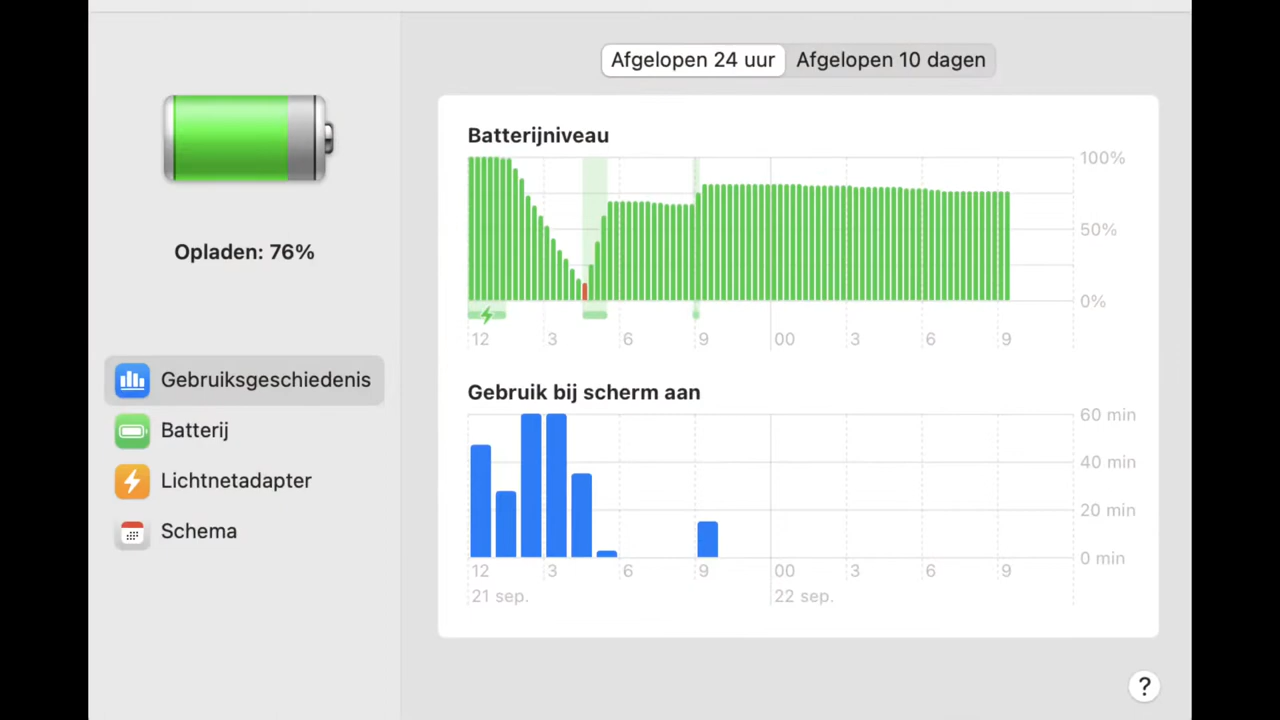 Afgelopen 24 uur Afgelopen 10 dagen
Opladen: 76%
Gebruiksgeschiedenis
Batterij
Lichtnetadapter
Schema
Batterijniveau
100%
50%
0%
12 3 6 9 00 3 6 9
Gebruik bij scherm aan
60 min
40 min
20 min
0 min
12 3 6 9 00 3 6 9
21 sep. 22 sep.
?